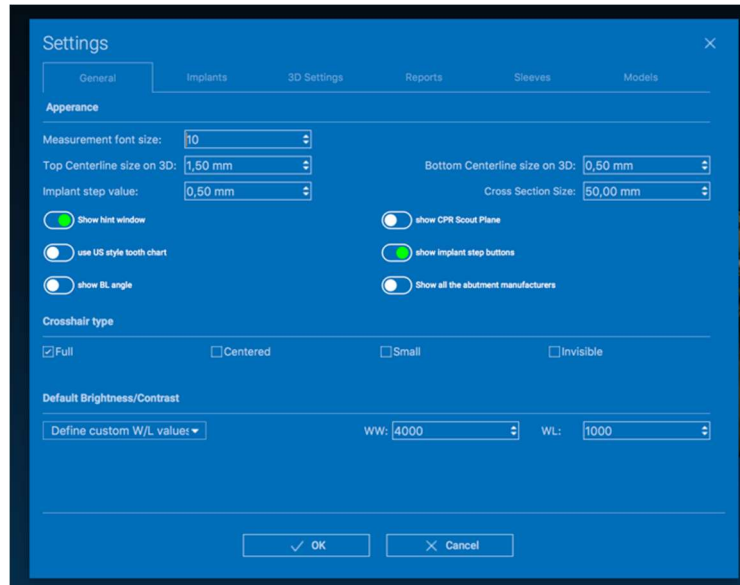 Settings
General Implants 3D Settings Reports Sleeves Models
Apperance
Measurement font size: 10
Top Centerline size on 3D: 1,50 mm Bottom Centerline size on 3D: 0,50 mm
Implant step value: 0,50 mm Cross Section Size: 50,00 mm
Show hint window show CPR Scout Plane
use US style tooth chart show implant step buttons
show BL angle Show all the abutment manufacturers
Crosshair type
Full Centered Small Invisible
Default Brightness/Contrast
Define custom W/L values WW: 4000 WL: 1000
OK Cancel